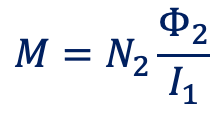 M = N₂ Φ₂/I₁